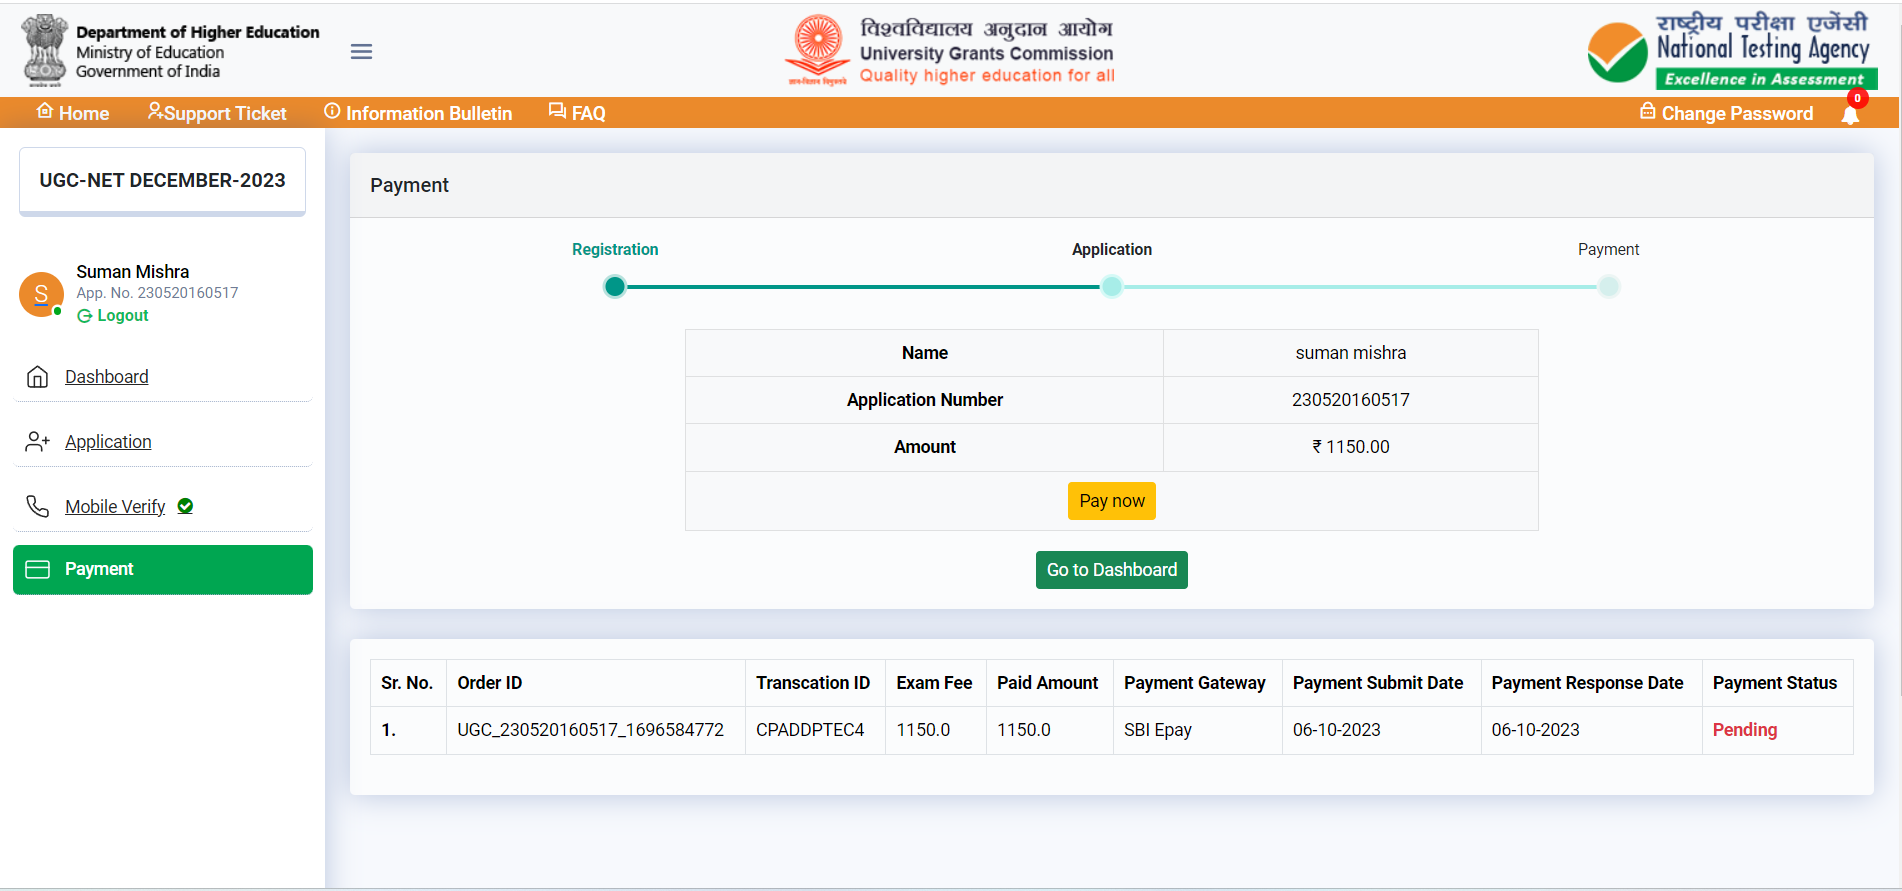 Department of Higher Education
Ministry of Education
Government of India
विश्वविद्यालय अनुदान आयोग
University Grants Commission
Quality higher education for all
ज्ञान-विज्ञान विमुक्तये
राष्ट्रीय परीक्षा एजेंसी
National Testing Agency
Excellence in Assessment
Home
Support Ticket
Information Bulletin
FAQ
Change Password
0
UGC-NET DECEMBER-2023
S
Suman Mishra
App. No. 230520160517
Logout
Dashboard
Application
Mobile Verify
Payment
Payment
Registration
Application
Payment
Name suman mishra
Application Number 230520160517
Amount ₹ 1150.00
Pay now
Go to Dashboard
Sr. No. Order ID Transcation ID Exam Fee Paid Amount Payment Gateway Payment Submit Date Payment Response Date Payment Status
1. UGC_230520160517_1696584772 CPADDPTEC4 1150.0 1150.0 SBI Epay 06-10-2023 06-10-2023 Pending